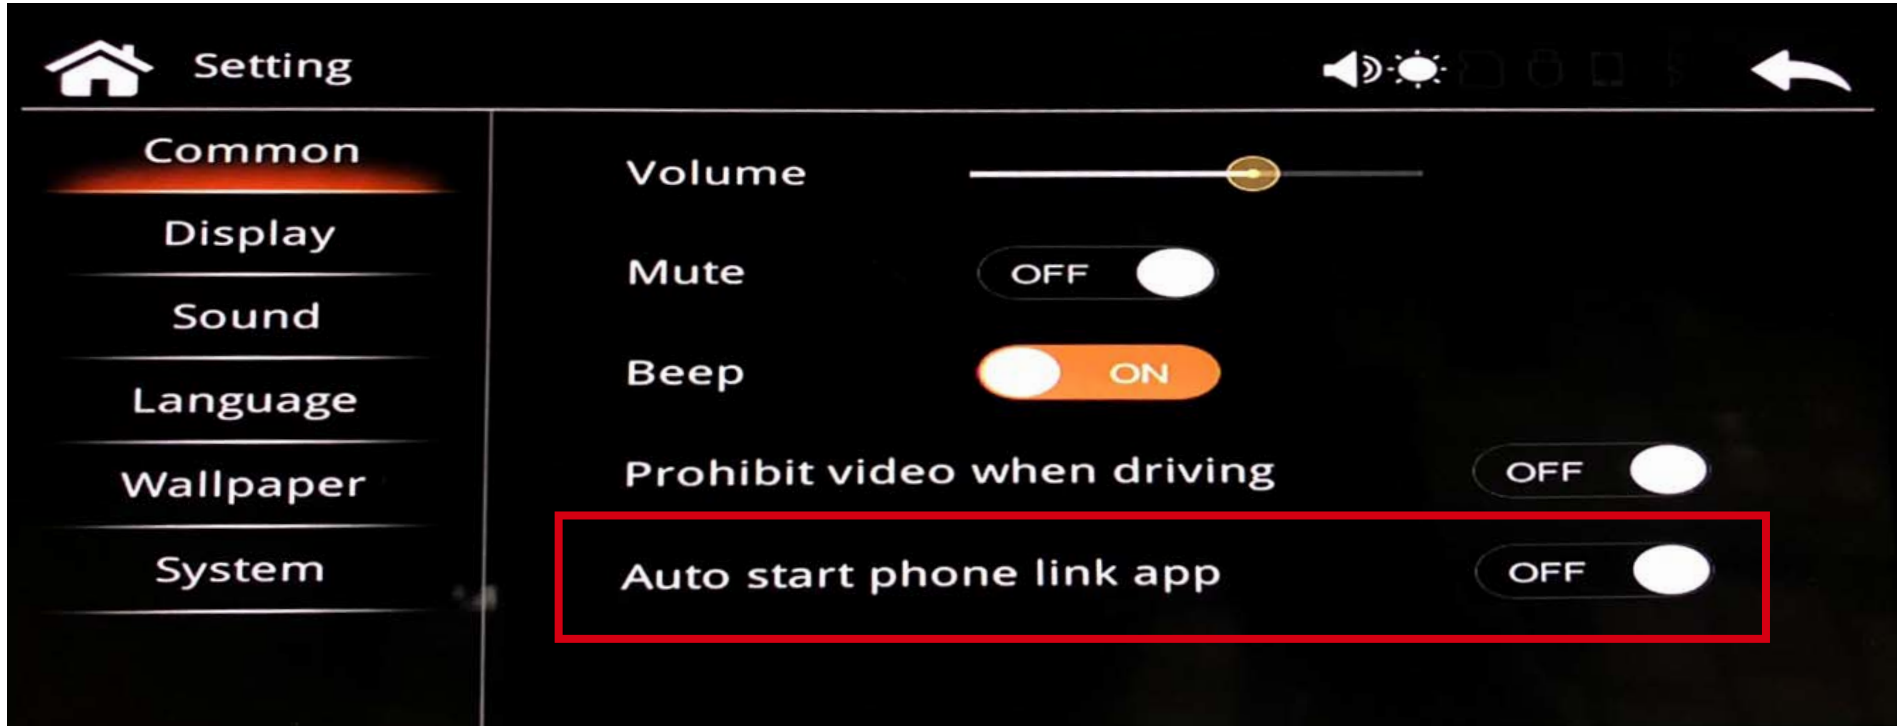 Setting
Common
Display
Sound
Language
Wallpaper
System
Volume
Mute OFF
Beep ON
Prohibit video when driving OFF
Auto start phone link app OFF